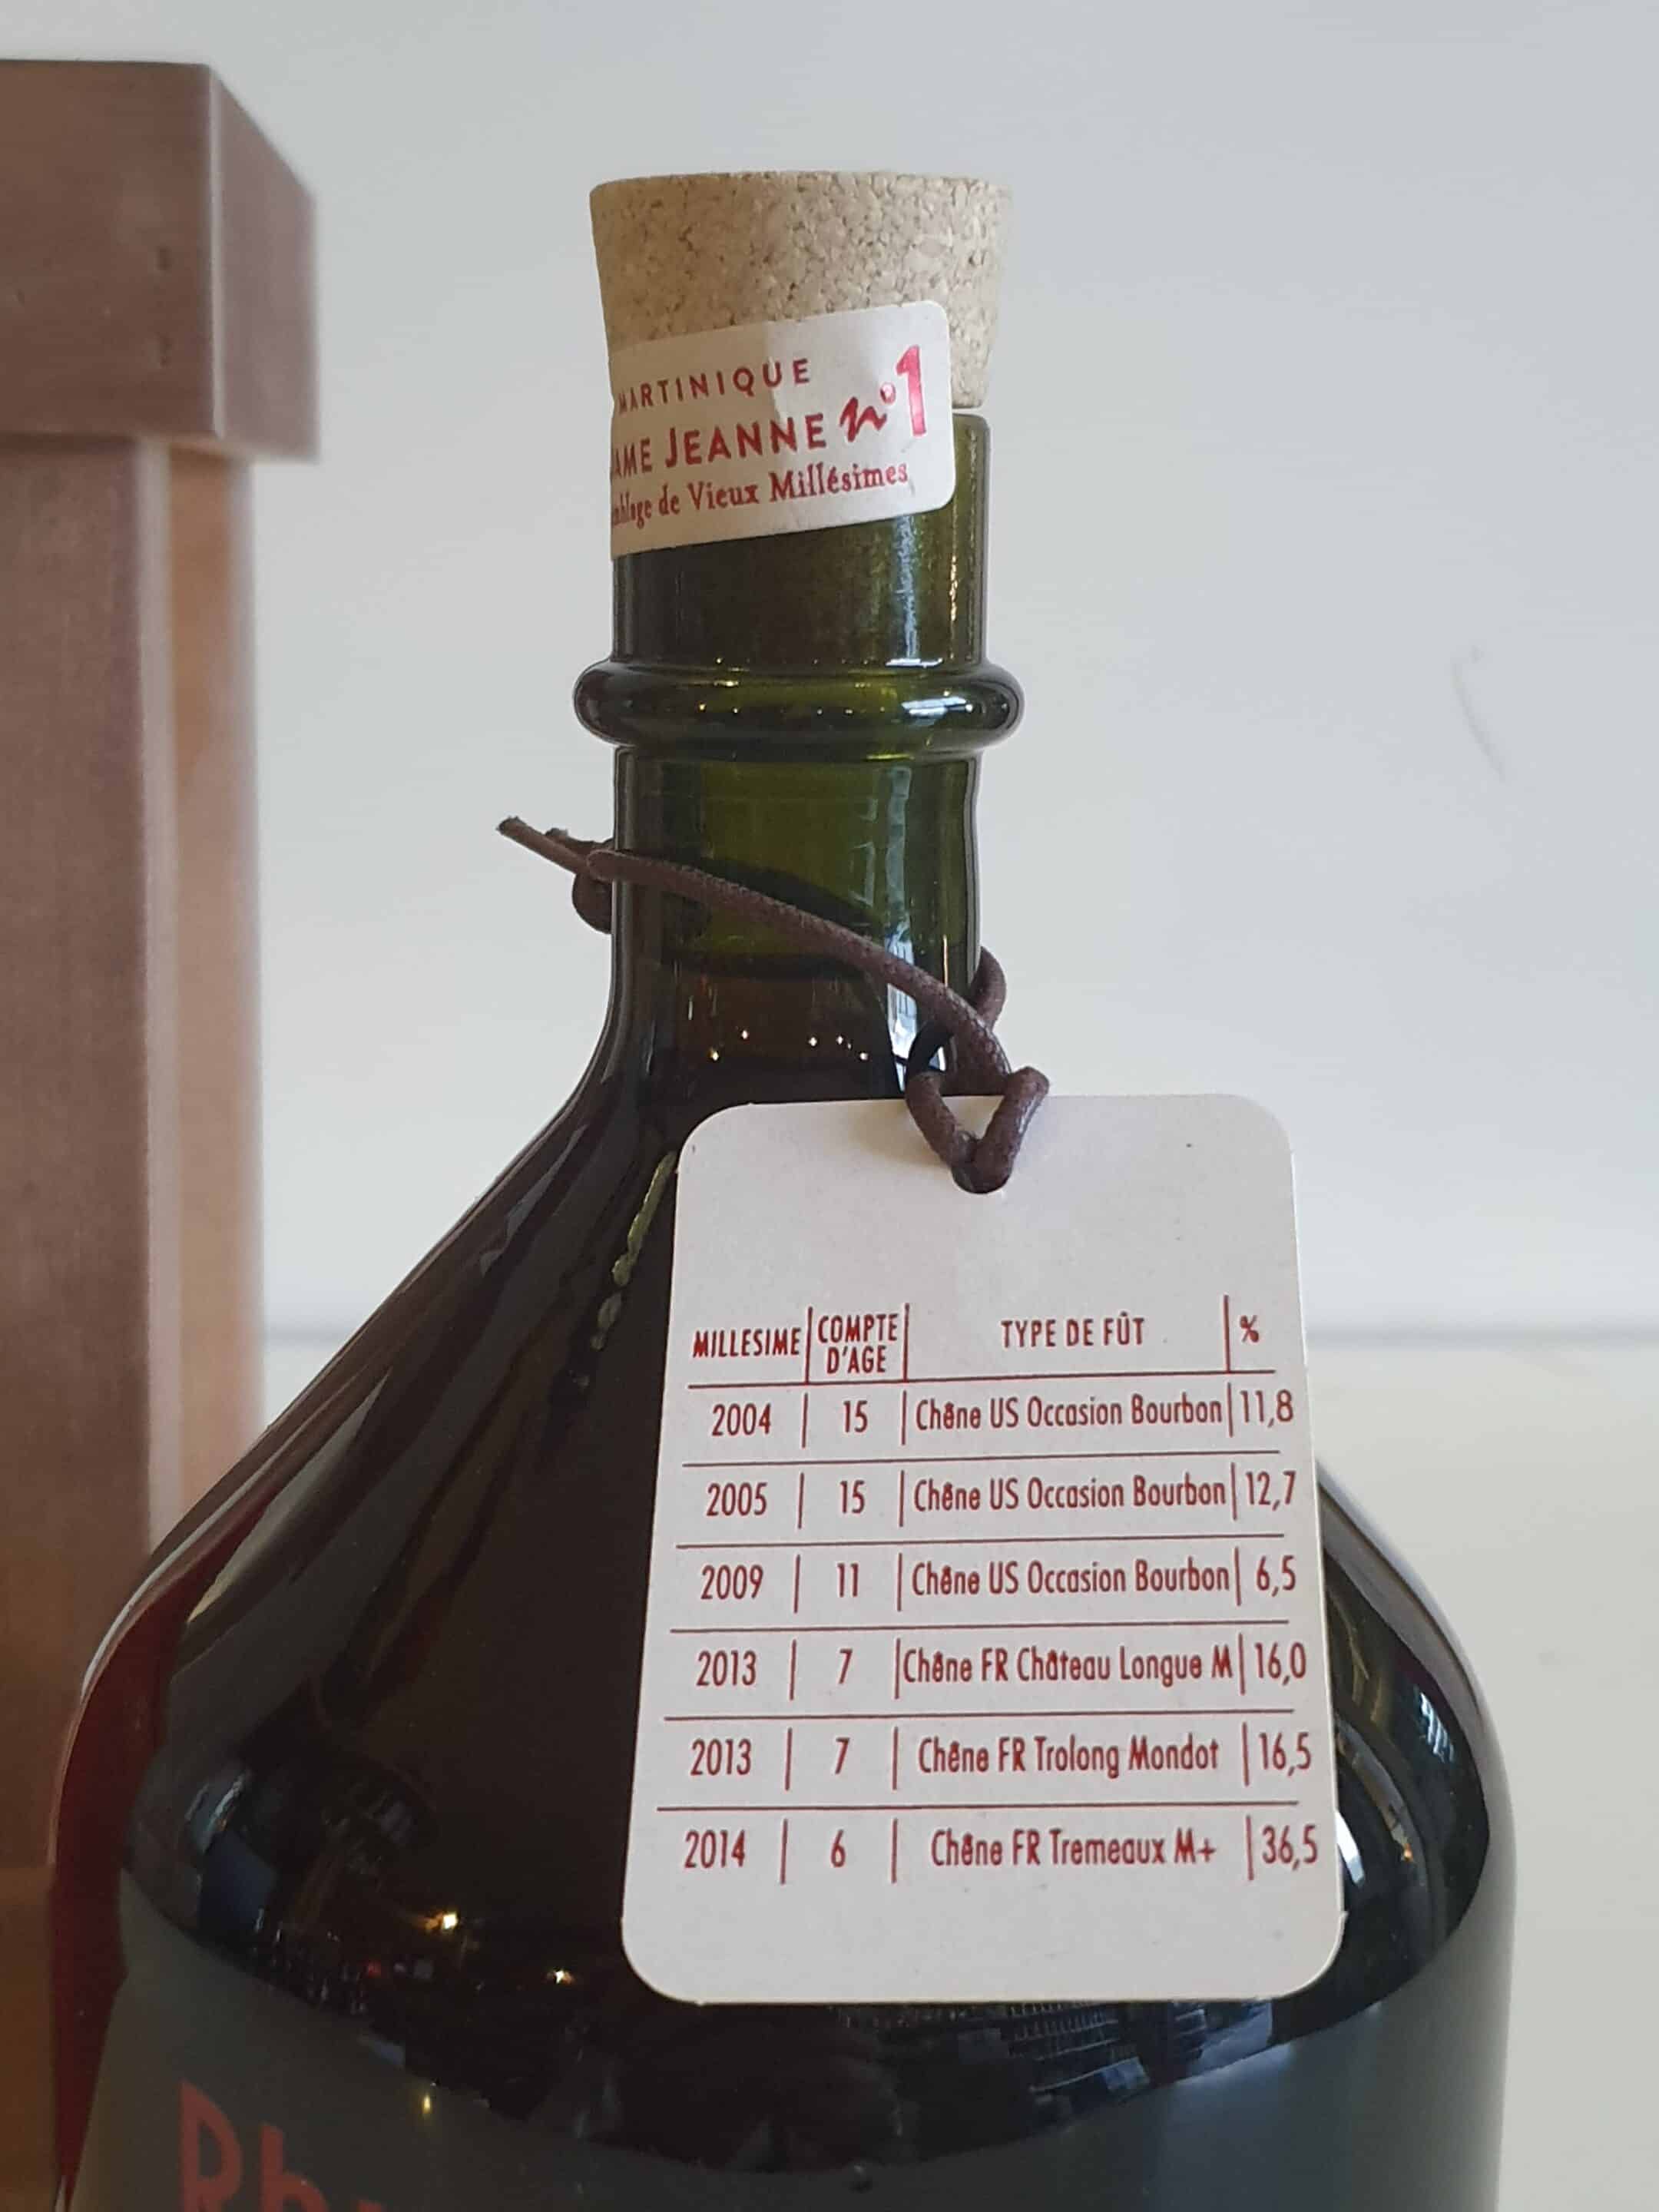 MARTINIQUE
JEANNE nº1
de Vieux Millésimes
MILLESIME | COMPTE D'AGE | TYPE DE FÛT | %
2004 | 15 | Chêne US Occasion Bourbon | 11,8
2005 | 15 | Chêne US Occasion Bourbon | 12,7
2009 | 11 | Chêne US Occasion Bourbon | 6,5
2013 | 7 | Chêne FR Château Longue M | 16,0
2013 | 7 | Chêne FR Trolong Mondot | 16,5
2014 | 6 | Chêne FR Tremeaux M+ | 36,5